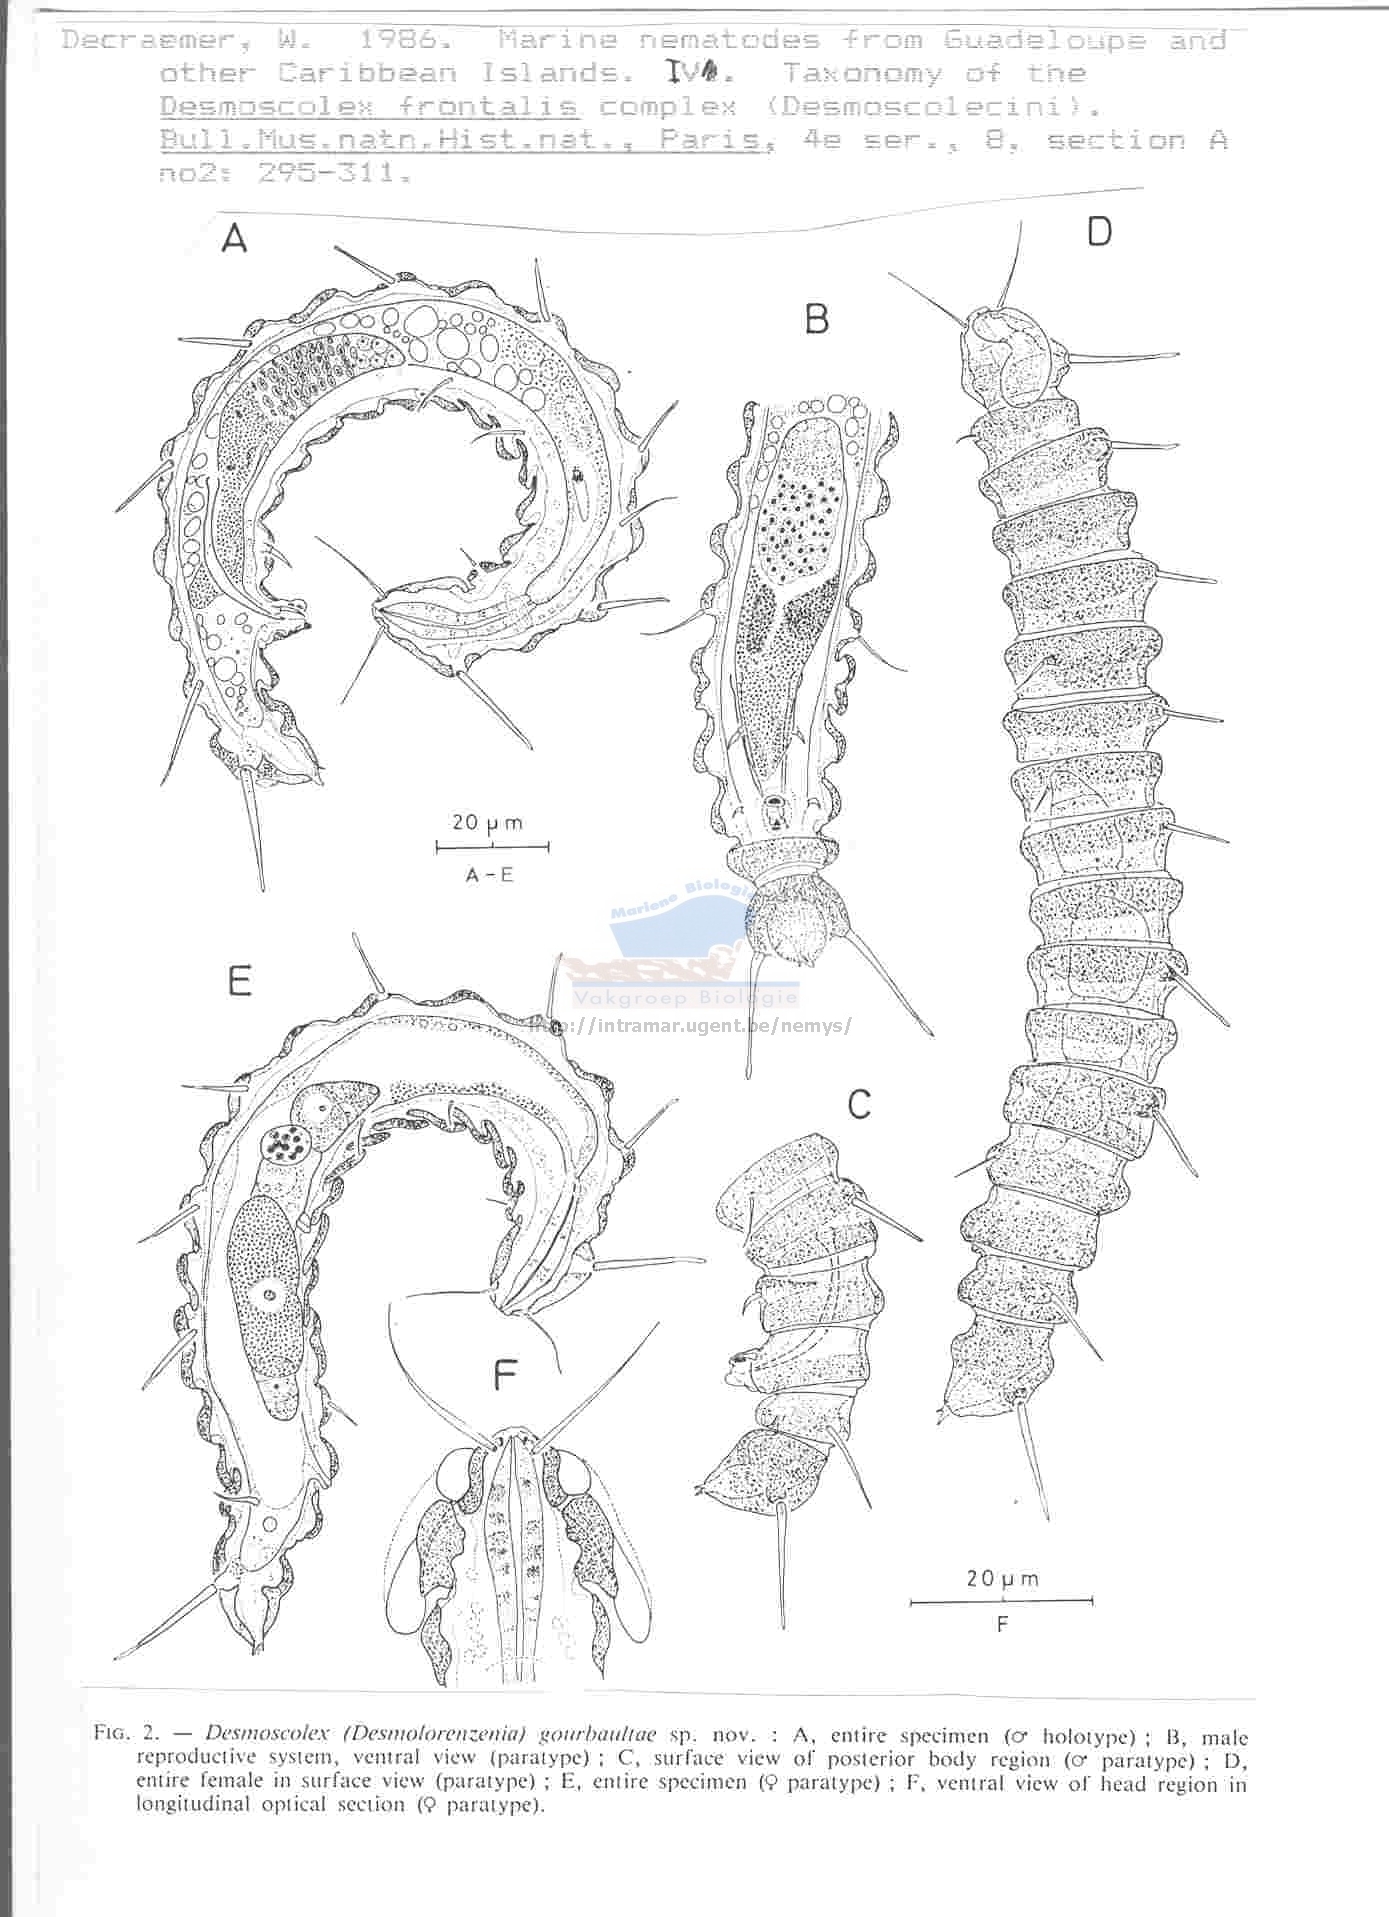 Decraemer, W. 1986. Marine nematodes from Guadeloupe and
other Caribbean Islands. IV. Taxonomy of the
Desmoscolex frontalis complex (Desmoscolecini).
Bull.Mus.natn.Hist.nat., Paris, 4e ser., 8, section A
no2: 295-311.
A
D
B
20 µm
A-E
Mariene Biologie
E
Vakgroep Biologie
http://intramar.ugent.be/nemys/
C
F
20 µm
F
FIG. 2. — Desmoscolex (Desmolorenzenia) gourbaultae sp. nov. : A, entire specimen (♂ holotype) ; B, male
reproductive system, ventral view (paratype) ; C, surface view of posterior body region (♂ paratype) ; D,
entire female in surface view (paratype) ; E, entire specimen (♀ paratype) ; F, ventral view of head region in
longitudinal optical section (♀ paratype).